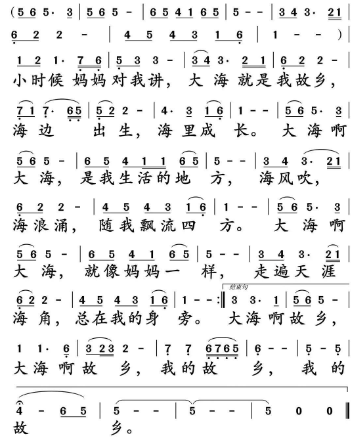 (5 6 5· 3 | 5 6 5 - | 6 5 4 1 6 5 | 5 - - | 3 4 3· 2 1
6 2 2 - | 4 5 4 3 1 6 | 1 - - )
1 2 1· 7 6 | 5 1 3 3 2 3 | 5 - - | 3 4 3· 2 1 | 6 2 2 -
小时候 妈妈对我讲， 大海就是我故乡，
7 1 7· 6 5 | 5 2 2 - | 4· 3 1 6 | 1 - - | 5 6 5· 3
海边 出生，海里成长。 大海啊
5 6 5 - | 6 5 4 1 1 6 5 | 5 - - | 3 4 3· 2 1
大海， 是我生活的地 方，海风吹，
6 2 2 - | 4 5 4 3 1 6 | 1 - - | 5 6 5· 3
海浪涌， 随我飘流四 方。 大海 啊
5 6 5 - | 6 5 4 1 1 6 5 | 5 - - | 3 4 3· 2 1
大海， 就像妈妈一 样， 走遍天涯
结束句
6 2 2 - | 4 5 4 4 3 1 6 | 1 - - :| 3 3· 1 | 5 5 -
海角，总在我的身 旁。 大海啊故乡，
1 1· 6 | 3 2 3 2 - | 7 7 6 7 6 5 | 6 - - | 5 - 5
大海啊故 乡，我的故 乡，我的
4 - 6 5 | 5 - - | 5 - - | 5 0 0 ‖
故 乡。